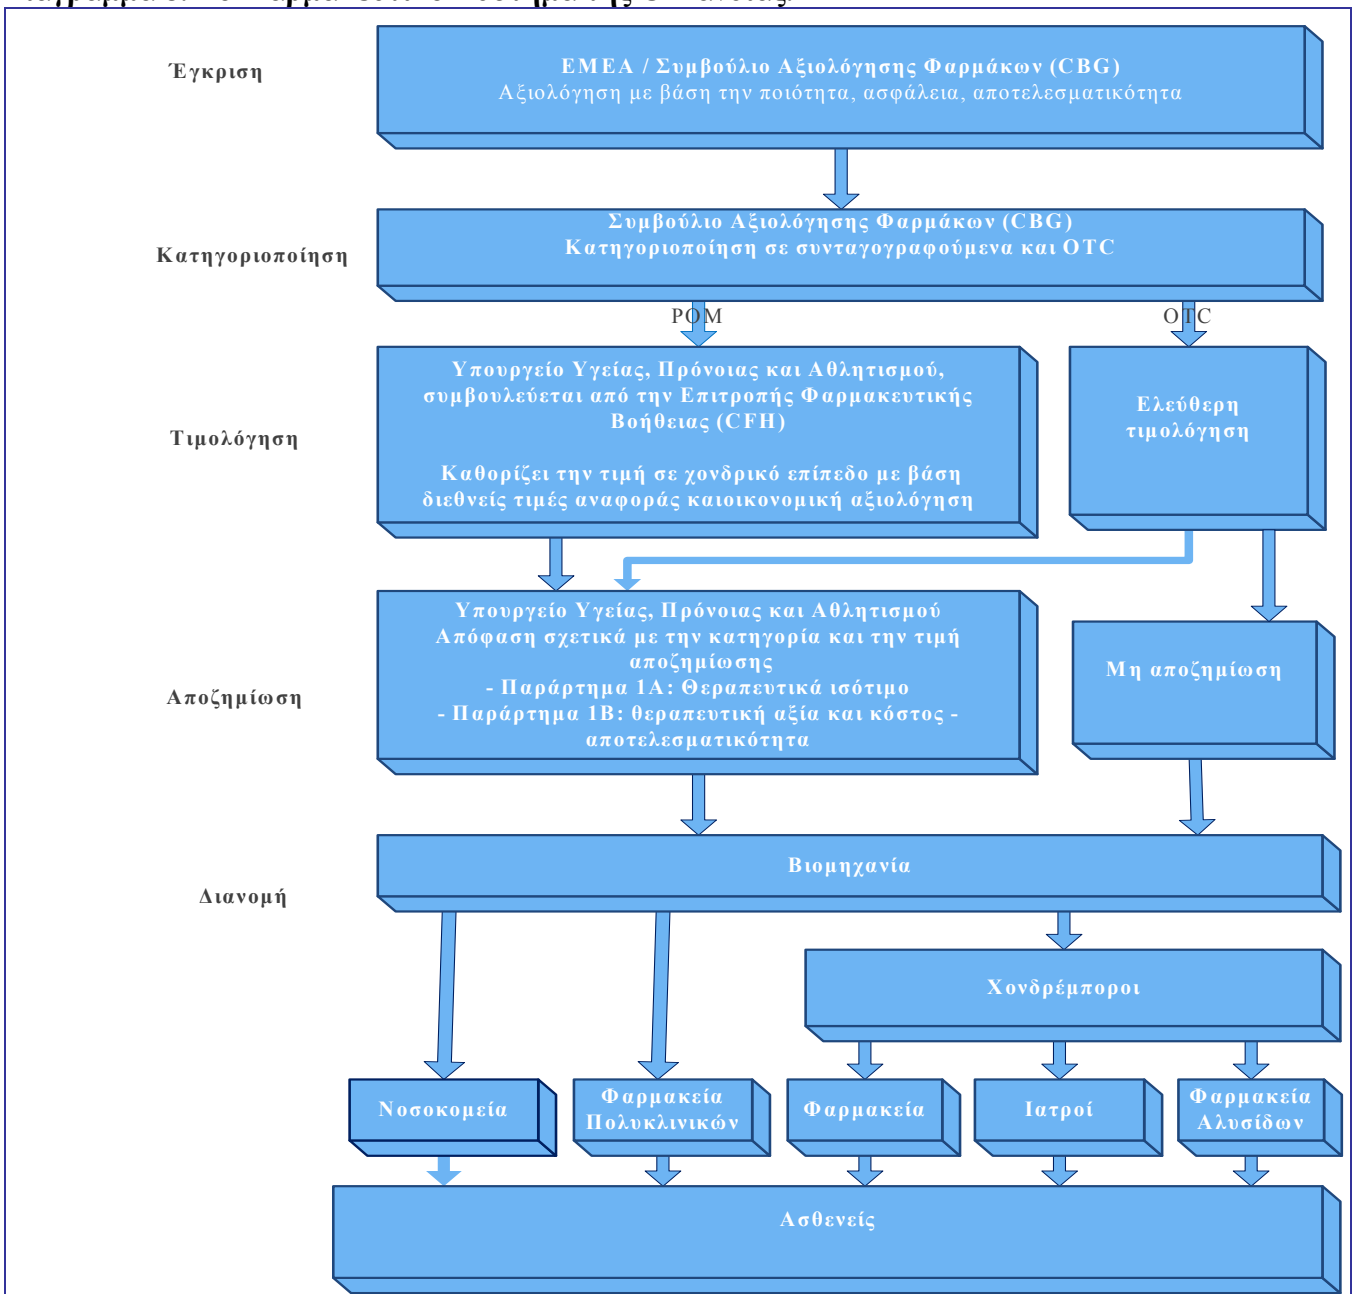 Έγκριση
EMEA / Συμβούλιο Αξιολόγησης Φαρμάκων (CBG)
Αξιολόγηση με βάση την ποιότητα, ασφάλεια, αποτελεσματικότητα
Κατηγοριοποίηση
Συμβούλιο Αξιολόγησης Φαρμάκων (CBG)
Κατηγοριοποίηση σε συνταγογραφούμενα και OTC
POM
OTC
Τιμολόγηση
Υπουργείο Υγείας, Πρόνοιας και Αθλητισμού,
συμβουλεύεται από την Επιτροπής Φαρμακευτικής
Βοήθειας (CFH)
Καθορίζει την τιμή σε χονδρικό επίπεδο με βάση
διεθνείς τιμές αναφοράς καιοικονομική αξιολόγηση
Ελεύθερη
τιμολόγηση
Αποζημίωση
Υπουργείο Υγείας, Πρόνοιας και Αθλητισμού
Απόφαση σχετικά με την κατηγορία και την τιμή
αποζημίωσης
- Παράρτημα 1Α: Θεραπευτικά ισότιμο
- Παράρτημα 1Β: θεραπευτική αξία και κόστος -
αποτελεσματικότητα
Μη αποζημίωση
Διανομή
Βιομηχανία
Χονδρέμποροι
Νοσοκομεία
Φαρμακεία
Πολυκλινικών
Φαρμακεία
Ιατροί
Φαρμακεία
Αλυσίδων
Ασθενείς